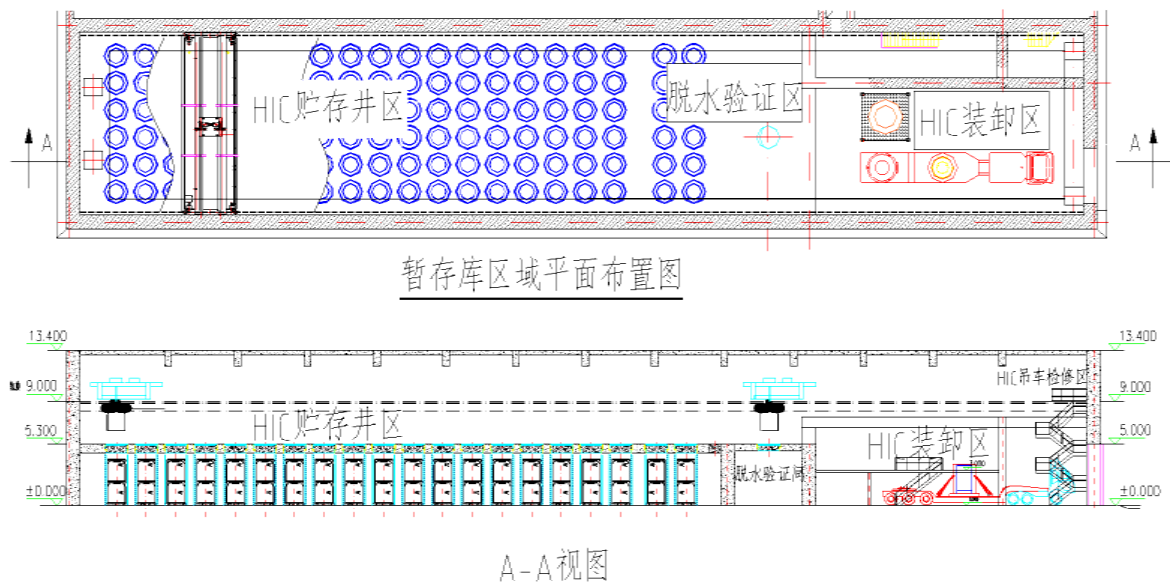 HIC贮存井区
脱水验证区
HIC装卸区
A
A
暂存库区域平面布置图
13.400
13.400
HIC吊车检修区
9.000
9.000
HIC贮存井区
5.300
5.000
HIC装卸区
脱水验证间
±0.000
±0.000
A-A视图